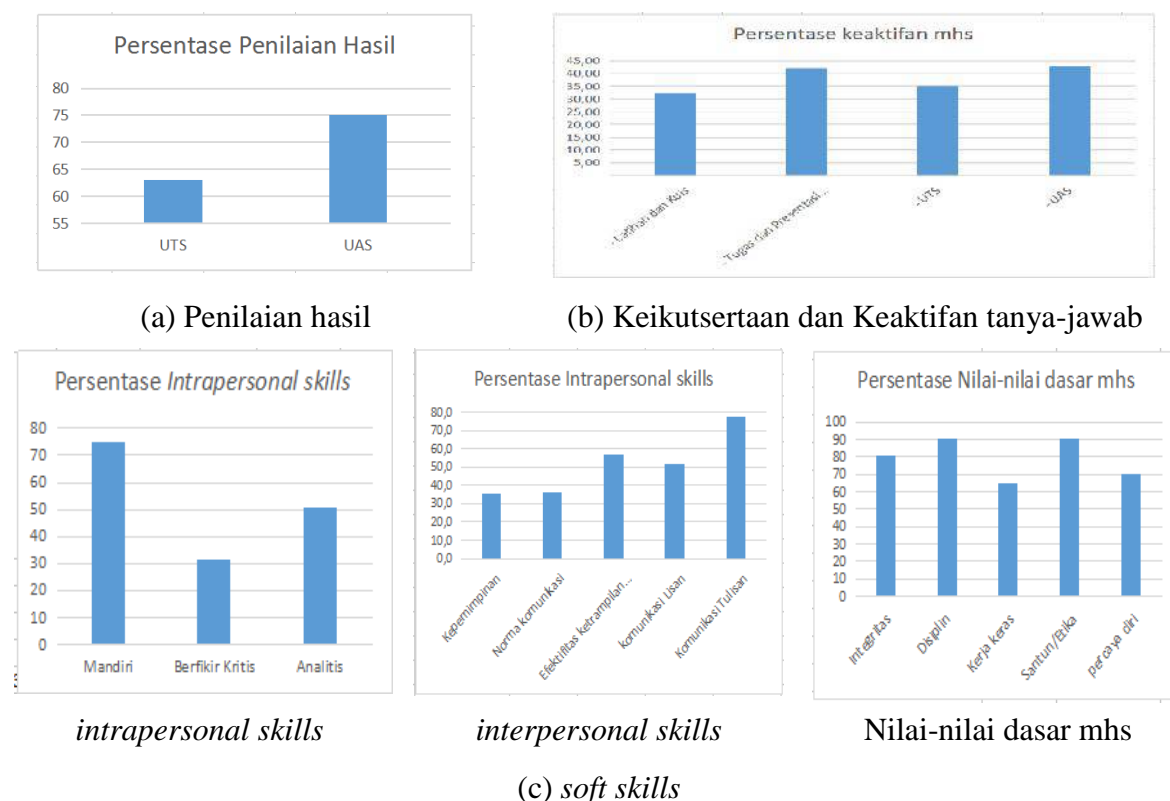 Persentase Penilaian Hasil
80
75
70
65
60
55
UTS
UAS
Persentase keaktifan mhs
45,00
40,00
35,00
30,00
25,00
20,00
15,00
10,00
5,00
- Latihan dan Kuis
- Tugas dan Presentasi...
- UTS
- UAS
(a) Penilaian hasil
(b) Keikutsertaan dan Keaktifan tanya-jawab
Persentase Intrapersonal skills
80
70
60
50
40
30
20
10
0
Mandiri
Berfikir Kritis
Analitis
Persentase Intrapersonal skills
80,0
70,0
60,0
50,0
40,0
30,0
20,0
10,0
0,0
Kepemimpinan
Norma komunikasi
Efektifitas ketrampilan...
komunikasi Lisan
Komunikasi Tulisan
Persentase Nilai-nilai dasar mhs
100
90
80
70
60
50
40
30
20
10
0
Integritas
Disiplin
Kerja keras
Santun/Etika
percaya diri
intrapersonal skills
interpersonal skills
Nilai-nilai dasar mhs
(c) soft skills